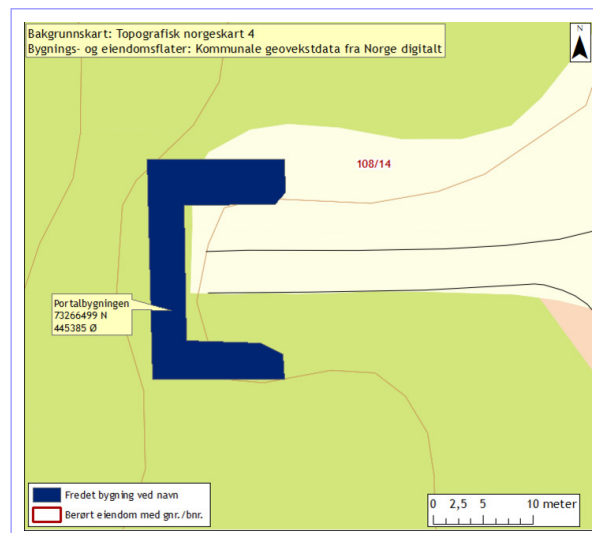 Bakgrunnskart: Topografisk norgeskart 4
Bygnings- og eiendomsflater: Kommunale geovekstdata fra Norge digitalt
N
108/14
Portalbygningen
73266499 N
445385 Ø
Fredet bygning ved navn
Berørt eiendom med gnr./bnr.
0 2,5 5 10 meter